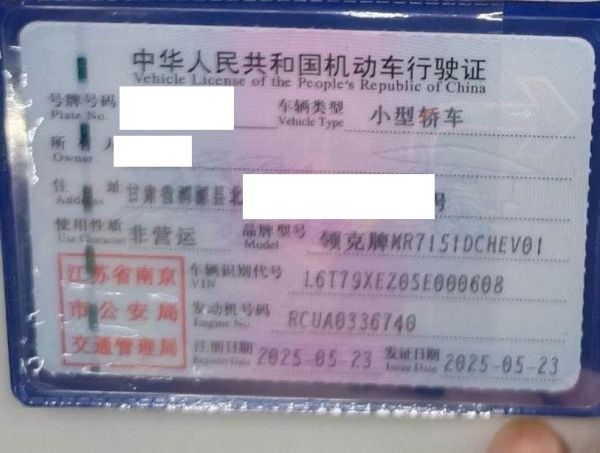 中华人民共和国机动车行驶证
Vehicle License of the People's Republic of China
号牌号码 车辆类型 小型轿车
Plate No. Vehicle Type
所有人
Owner
住址 甘肃省 县北 号
Address
使用性质 非营运 品牌型号 领克牌MR7151DCHEV01
Use Character Model
江苏省南京 车辆识别代号 L6T79XEZ0SE000608
VIN
市公安局 发动机号码 RCUA0336740
Engine No.
交通管理局 注册日期 2025-05-23 发证日期 2025-05-23
Register Date Issue Date